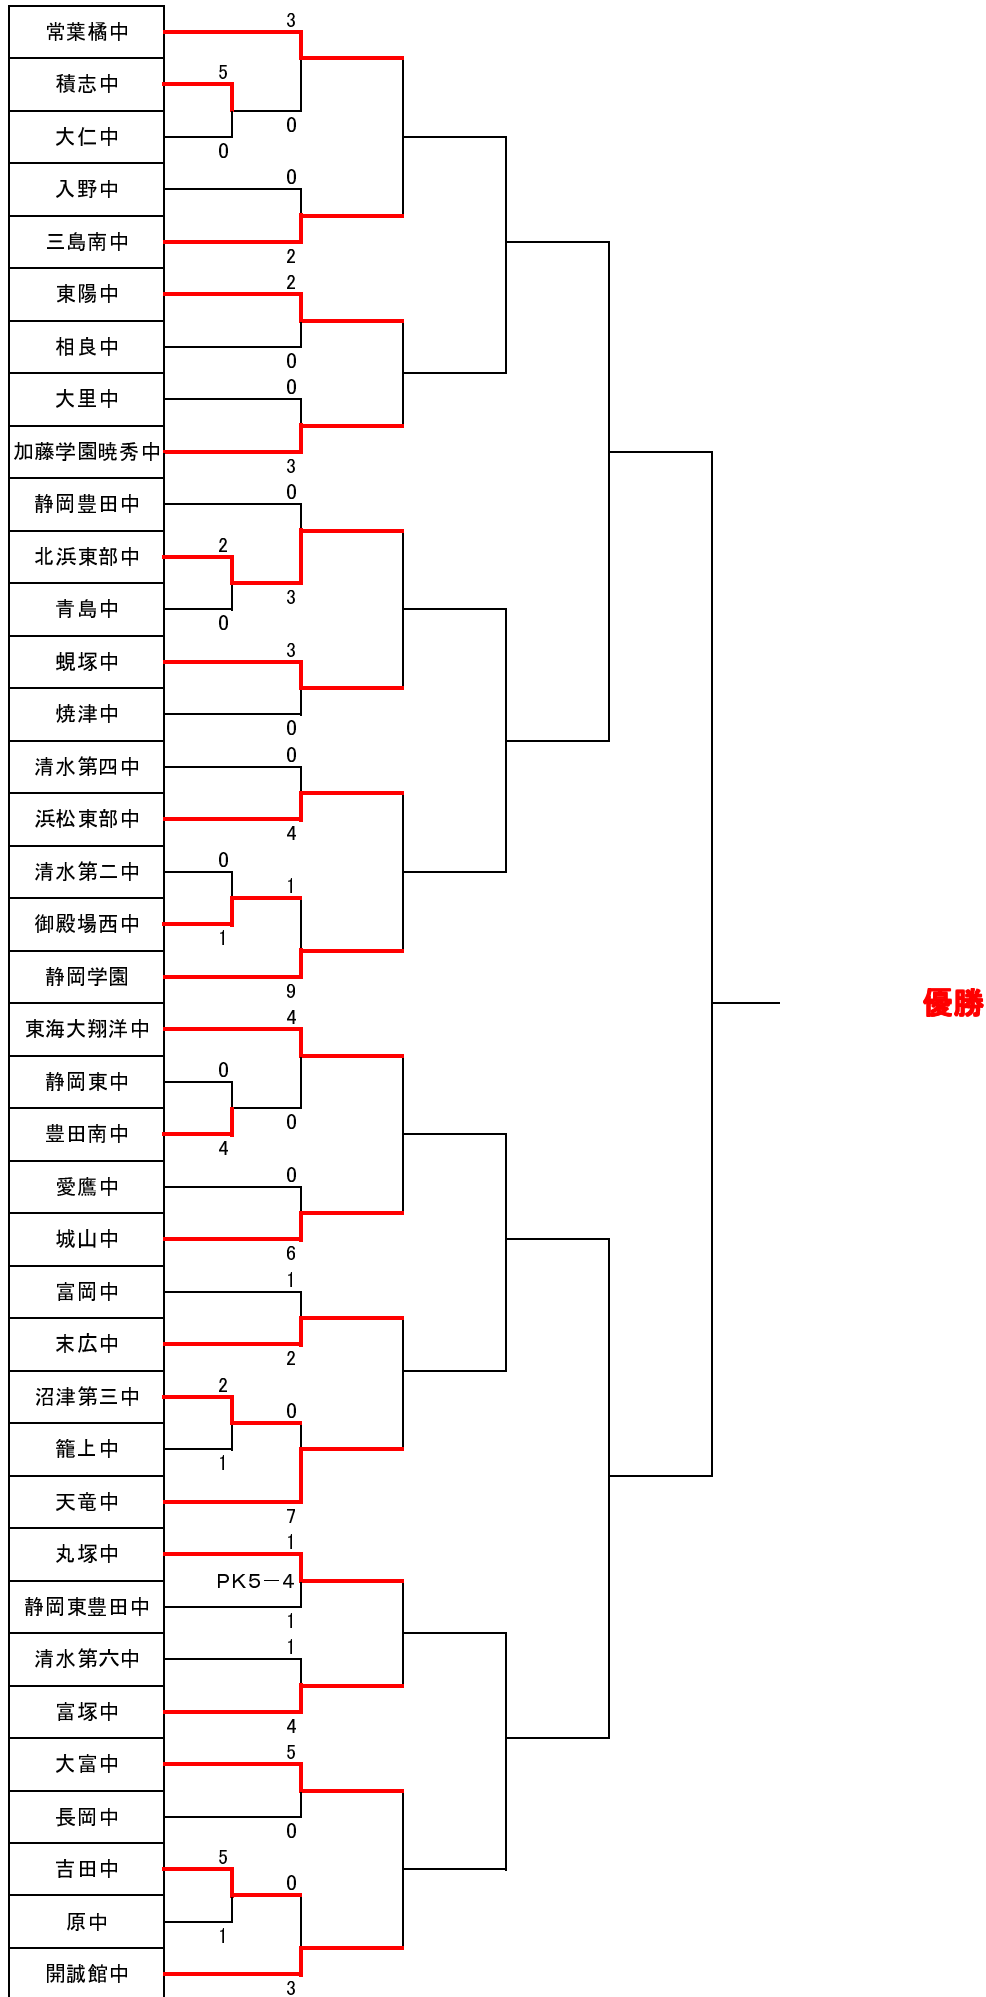 常葉橘中
3
積志中
5
大仁中
0
0
入野中
0
三島南中
2
東陽中
2
相良中
0
大里中
0
加藤学園暁秀中
3
静岡豊田中
0
北浜東部中
2
青島中
3
0
蜆塚中
3
焼津中
0
清水第四中
0
浜松東部中
4
清水第二中
0
御殿場西中
1
1
静岡学園
9
優勝
東海大翔洋中
4
静岡東中
0
豊田南中
0
4
愛鷹中
0
城山中
6
富岡中
1
末広中
2
沼津第三中
2
籠上中
0
1
天竜中
7
丸塚中
1
PK5-4
静岡東豊田中
1
清水第六中
1
富塚中
4
大富中
5
長岡中
0
吉田中
5
原中
0
1
開誠館中
3